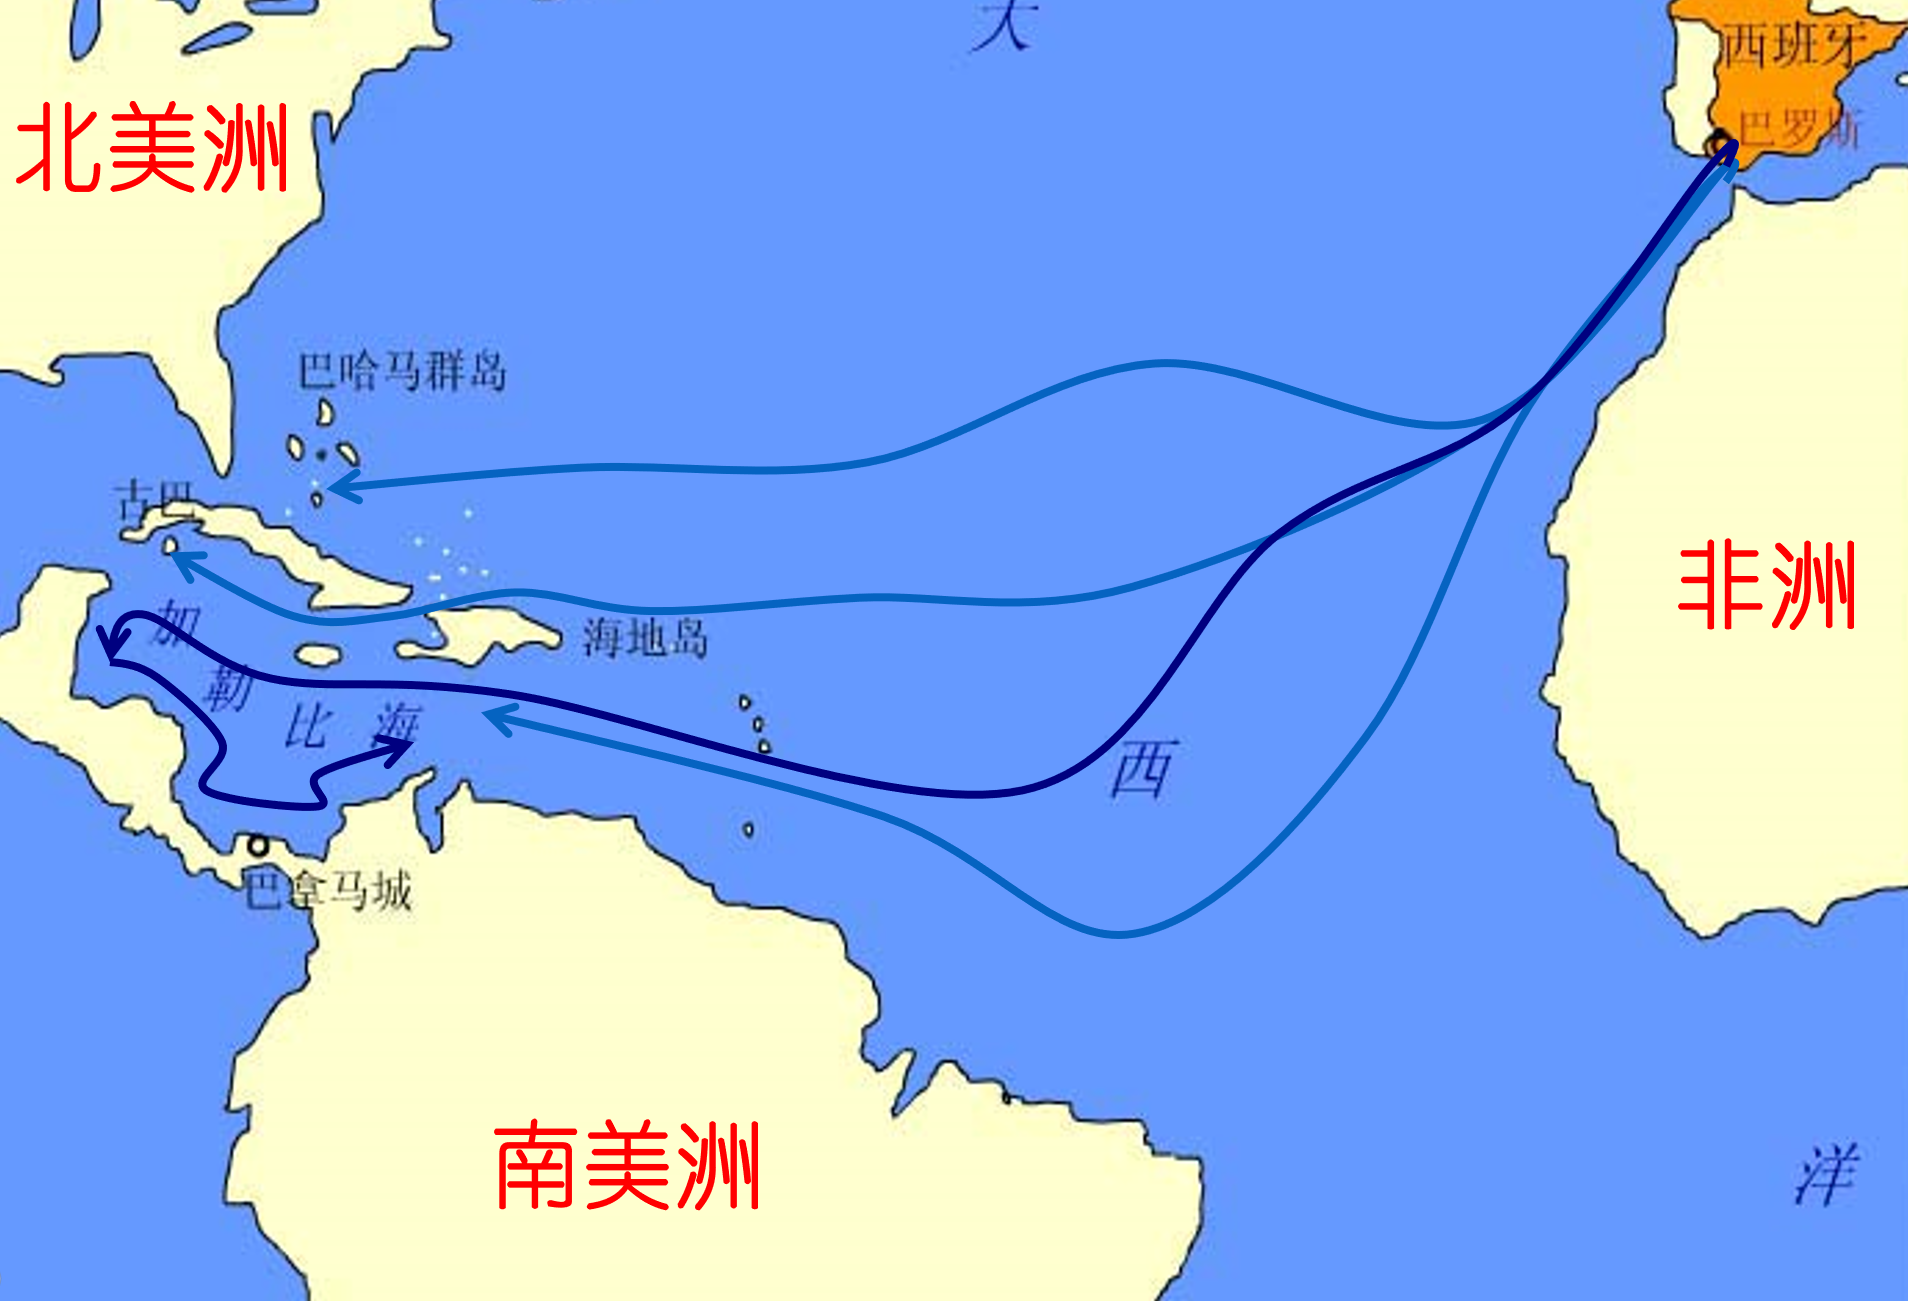 大
西班牙
巴罗斯
北美洲
巴哈马群岛
古巴
非洲
加
勒
比
海
海地岛
西
巴拿马城
南美洲
洋